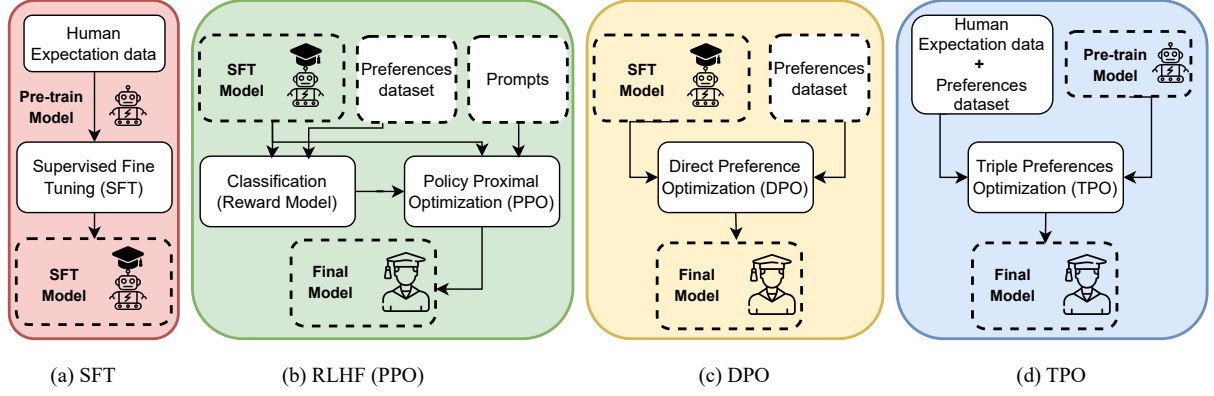 Human
Expectation data
Pre-train
Model
Supervised Fine
Tuning (SFT)
SFT
Model
(a) SFT
SFT
Model
Preferences
dataset
Prompts
Classification
(Reward Model)
Policy Proximal
Optimization (PPO)
Final
Model
(b) RLHF (PPO)
SFT
Model
Preferences
dataset
Direct Preference
Optimization (DPO)
Final
Model
(c) DPO
Human
Expectation data
+
Preferences
dataset
Pre-train
Model
Triple Preferences
Optimization (TPO)
Final
Model
(d) TPO